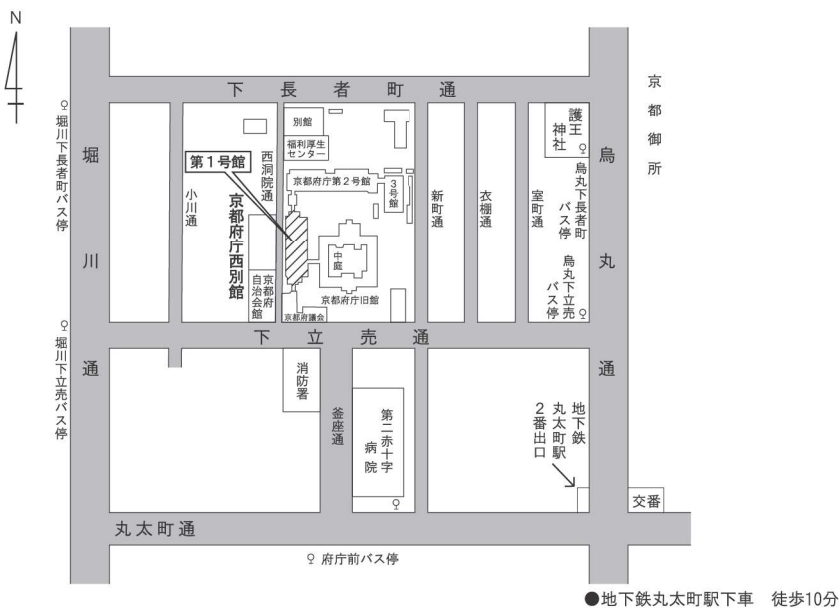 N
下長者町通
堀川通
烏丸通
京都御所
堀川下長者町バス停
堀川下立売バス停
小川通
西洞院通
別館
福利厚生
センター
第1号館
京都府庁第2号館
3号館
京都府庁西別館
京都府
自治会館
中庭
京都府庁旧館
京都府議会
新町通
衣棚通
室町通
護王
神社
烏丸下長者町
バス停
烏丸下立売
バス停
下立売通
消防署
釜座通
第二赤十字
病院
地下鉄
丸太町駅
2番出口
交番
丸太町通
府庁前バス停
●地下鉄丸太町駅下車 徒歩10分